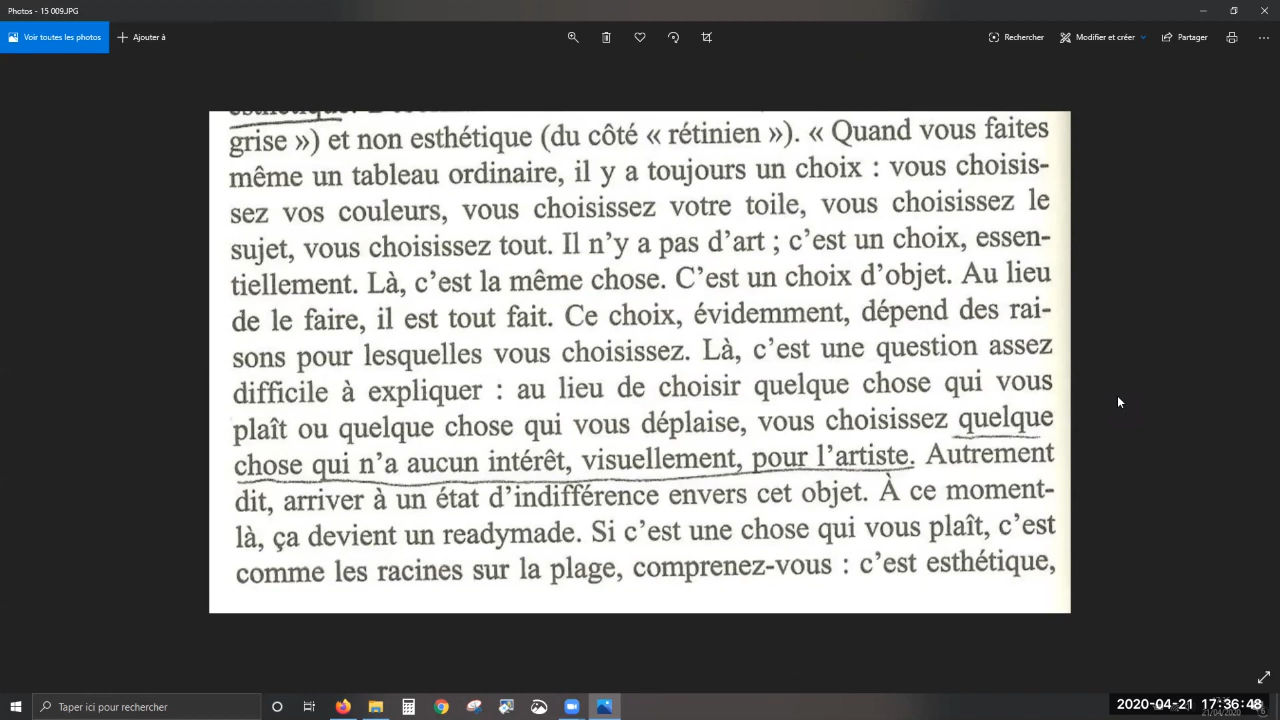 Photos - 15 009.JPG
Voir toutes les photos
Ajouter à
Rechercher
Modifier et créer
Partager
esthétique.
grise ») et non esthétique (du côté « rétinien »). « Quand vous faites
même un tableau ordinaire, il y a toujours un choix : vous choisis-
sez vos couleurs, vous choisissez votre toile, vous choisissez le
sujet, vous choisissez tout. Il n’y a pas d’art ; c’est un choix, essen-
tiellement. Là, c’est la même chose. C’est un choix d’objet. Au lieu
de le faire, il est tout fait. Ce choix, évidemment, dépend des rai-
sons pour lesquelles vous choisissez. Là, c’est une question assez
difficile à expliquer : au lieu de choisir quelque chose qui vous
plaît ou quelque chose qui vous déplaise, vous choisissez quelque
chose qui n’a aucun intérêt, visuellement, pour l’artiste. Autrement
dit, arriver à un état d’indifférence envers cet objet. À ce moment-
là, ça devient un readymade. Si c’est une chose qui vous plaît, c’est
comme les racines sur la plage, comprenez-vous : c’est esthétique,
Taper ici pour rechercher
2020-04-21 17:36:48
21/04/2020